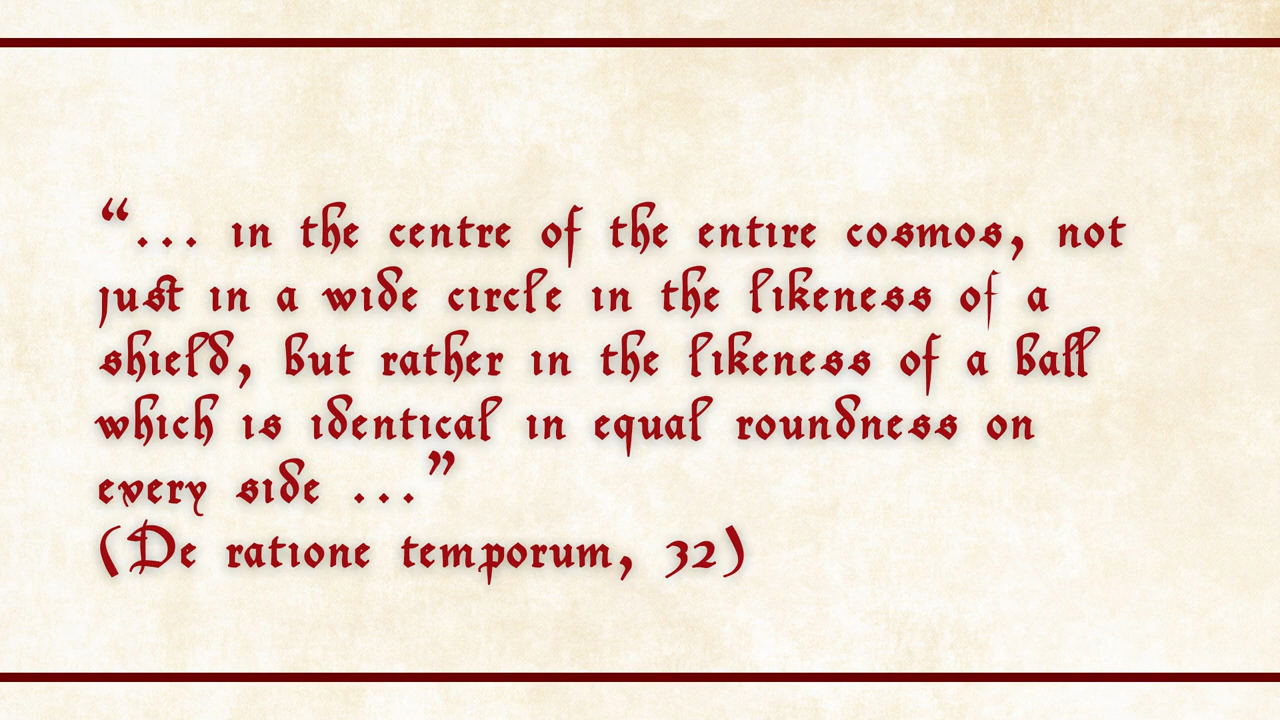 “... in the centre of the entire cosmos, not
just in a wide circle in the likeness of a
shield, but rather in the likeness of a ball
which is identical in equal roundness on
every side ...”
(De ratione temporum, 32)